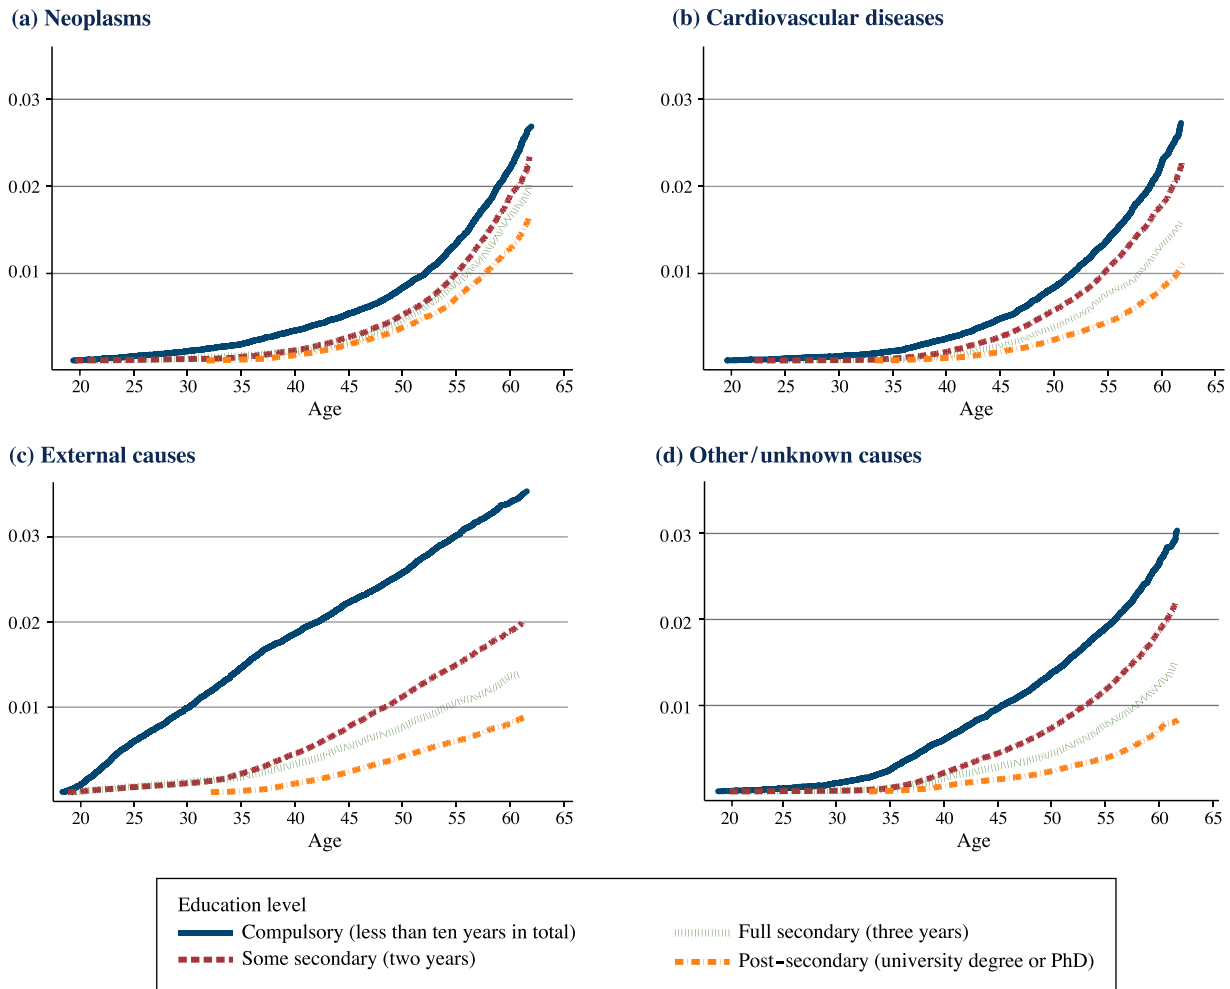 (a) Neoplasms
(b) Cardiovascular diseases
0.03
0.02
0.01
20 25 30 35 40 45 50 55 60 65
Age
0.03
0.02
0.01
20 25 30 35 40 45 50 55 60 65
Age
(c) External causes
(d) Other/unknown causes
0.03
0.02
0.01
20 25 30 35 40 45 50 55 60 65
Age
0.03
0.02
0.01
20 25 30 35 40 45 50 55 60 65
Age
Education level
Compulsory (less than ten years in total)
Full secondary (three years)
Some secondary (two years)
Post-secondary (university degree or PhD)